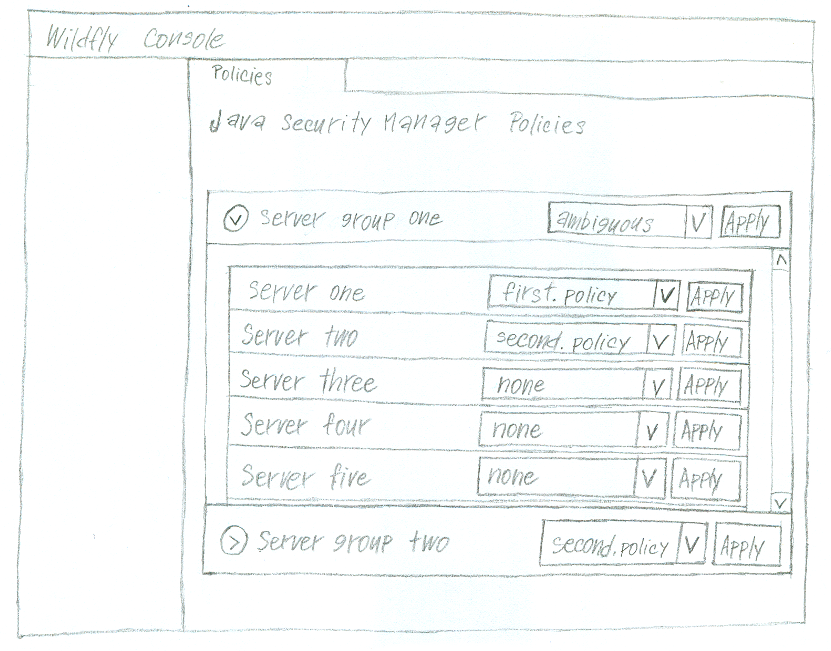 Wildfly Console
Policies
Java Security Manager Policies
Server group one ambiguous V Apply
Server one first.policy V Apply
Server two second.policy V Apply
Server three none V Apply
Server four none V Apply
Server five none V Apply
Server group two second.policy V Apply